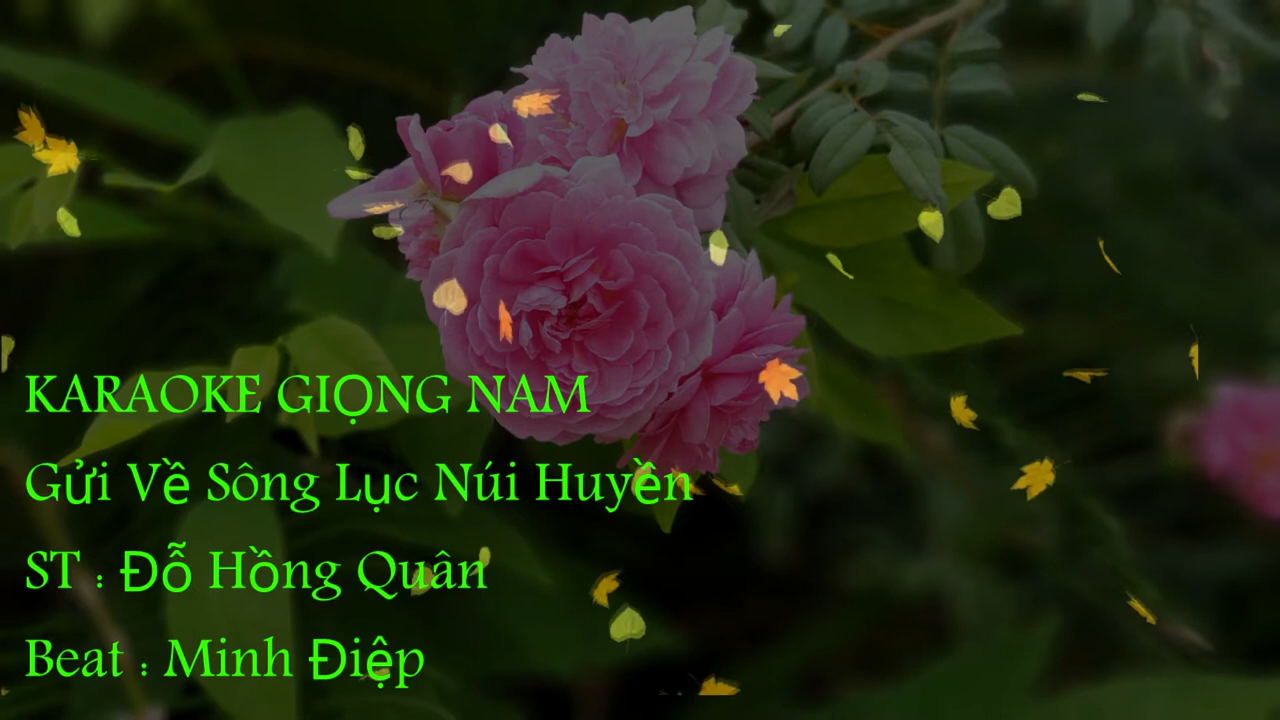 KARAOKE GIỌNG NAM
Gửi Về Sông Lục Núi Huyền
ST : Đỗ Hồng Quân
Beat : Minh Điệp